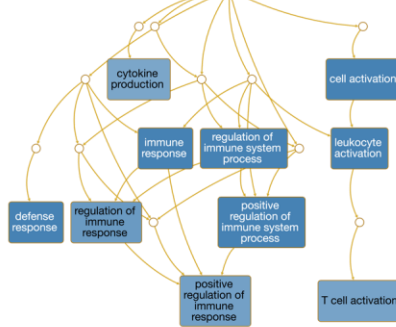 cytokine
production
cell activation
immune
response
regulation of
immune system
process
leukocyte
activation
defense
response
regulation of
immune
response
positive
regulation of
immune system
process
positive
regulation of
immune
response
T cell activation